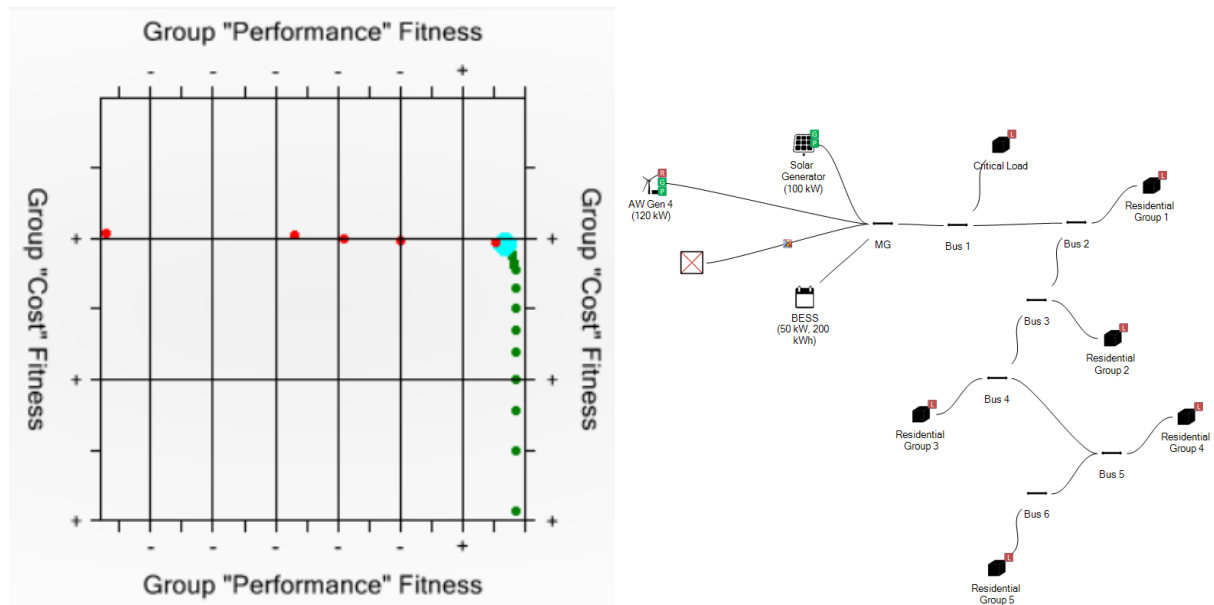 Group "Performance" Fitness
- - - - - +
+ +
+ +
+ +
Group "Cost" Fitness
Group "Cost" Fitness
- - - - - +
Group "Performance" Fitness
G
P
Solar
Generator
(100 kW)
R
G
P
AW Gen 4
(120 kW)
L
Critical Load
L
Residential
Group 1
MG
Bus 1
Bus 2
BESS
(50 kW, 200
kWh)
Bus 3
L
Residential
Group 2
Bus 4
L
Residential
Group 3
L
Residential
Group 4
Bus 5
Bus 6
L
Residential
Group 5